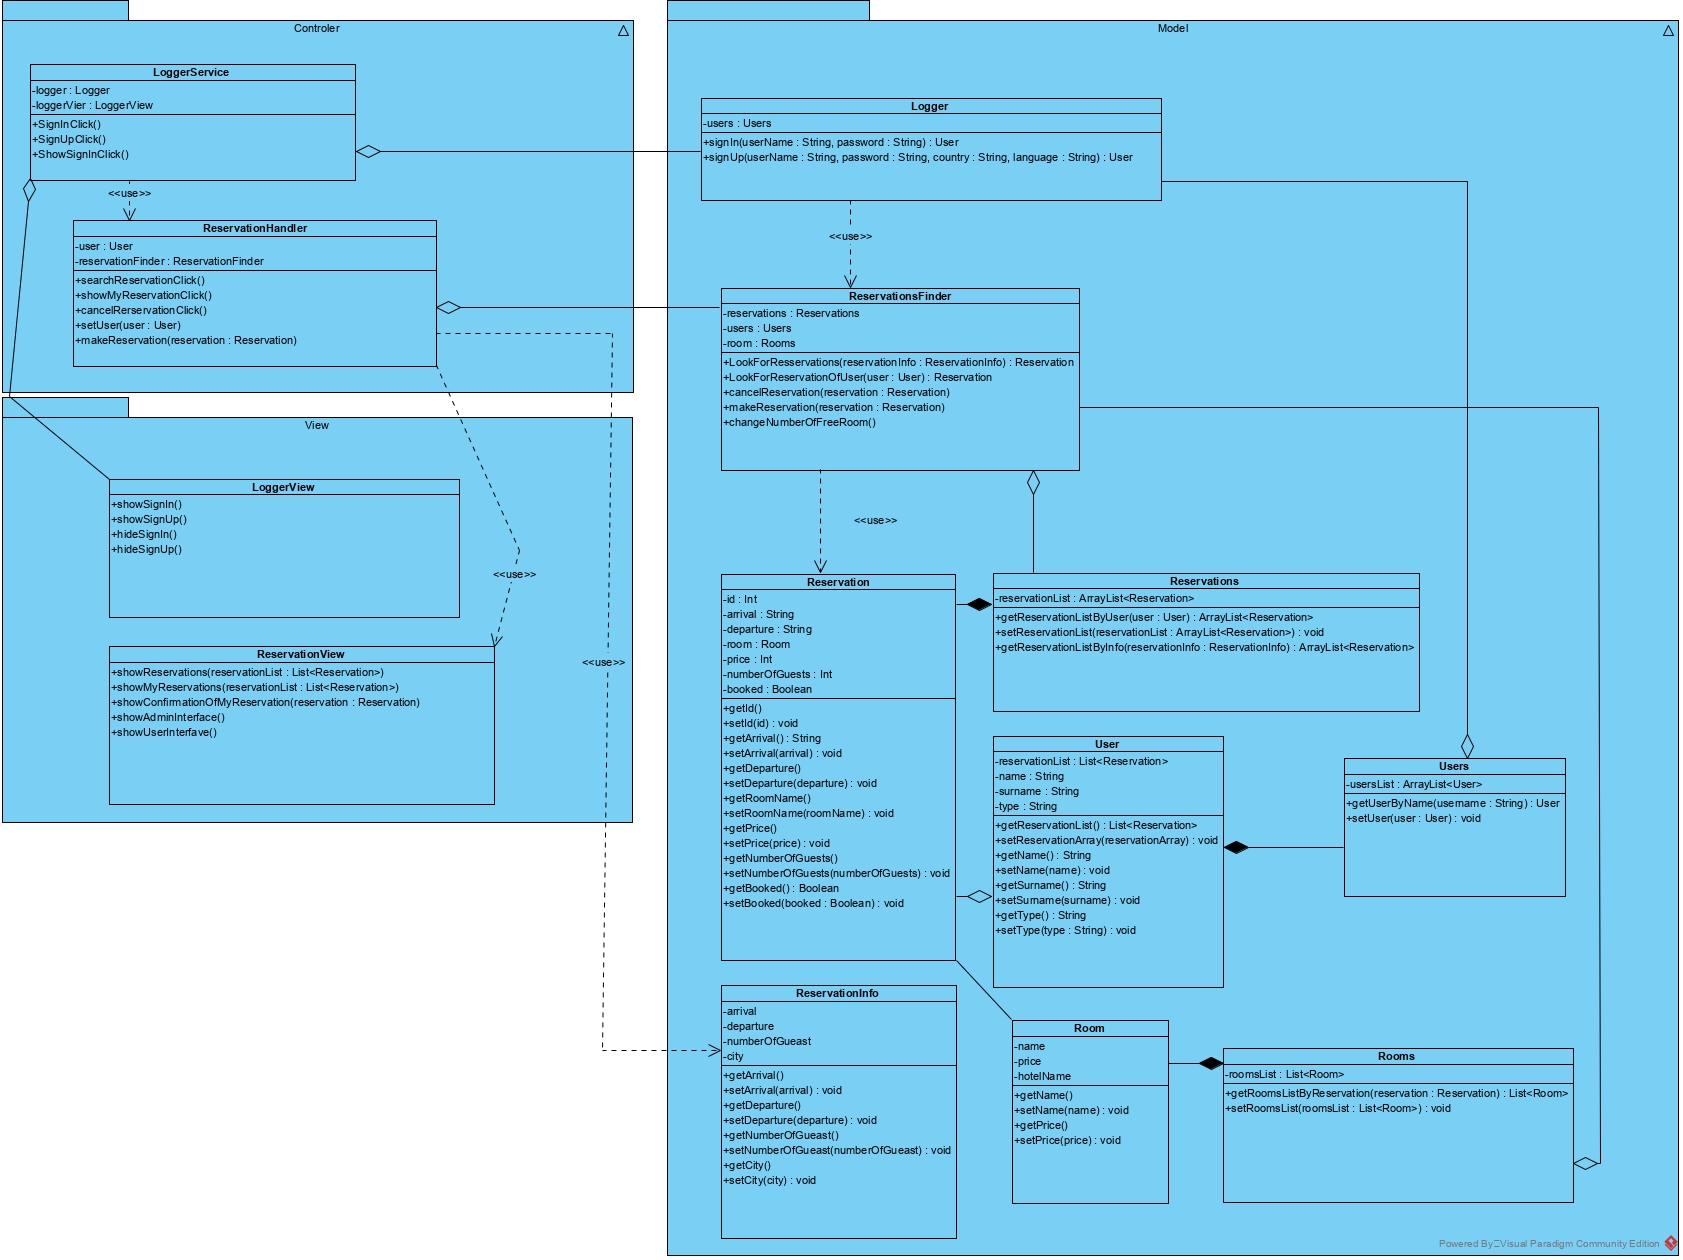 Controler
LoggerService
-logger : Logger
-loggerVier : LoggerView
+SignInClick()
+SignUpClick()
+ShowSignInClick()
<<use>>
ReservationHandler
-user : User
-reservationFinder : ReservationFinder
+searchReservationClick()
+showMyReservationClick()
+cancelRerservationClick()
+setUser(user : User)
+makeReservation(reservation : Reservation)
View
LoggerView
+showSignIn()
+showSignUp()
+hideSignIn()
+hideSignUp()
<<use>>
ReservationView
+showReservations(reservationList : List<Reservation>)
+showMyReservations(reservationList : List<Reservation>)
+showConfirmationOfMyReservation(reservation : Reservation)
+showAdminInterface()
+showUserInterfave()
<<use>>
Model
Logger
-users : Users
+signIn(userName : String, password : String) : User
+signUp(userName : String, password : String, country : String, language : String) : User
<<use>>
ReservationsFinder
-reservations : Reservations
-users : Users
-room : Rooms
+LookForR
esservations(reservationInfo : ReservationInfo) : Reservation
+LookForReservationOfUser(user : User) : Reservation
+cancelReservation(reservation : Reservation)
+makeReservation(reservation : Reservation)
+changeNumberOfFreeRoom()
<<use>>
Reservation
-id : Int
-arrival : String
-departure : String
-room : Room
-price : Int
-numberOfGuests : Int
-booked : Boolean
+getId()
+setId(id) : void
+getArrival() : String
+setArrival(arrival) : void
+getDeparture()
+setDeparture(departure) : void
+getRoomName()
+setRoomName(roomName) : void
+getPrice()
+setPrice(price) : void
+getNumberOfGuests()
+setNumberOfGuests(numberOfGuests) : void
+getBooked() : Boolean
+setBooked(booked : Boolean) : void
Reservations
-reservationList : ArrayList<Reservation>
+getReservationListByUser(user : User) : ArrayList<Reservation>
+setReservationList(reservationList : ArrayList<Reservation>) : void
+getReservationListByInfo(reservationInfo : ReservationInfo) : ArrayList<Reservation>
User
-reservationList : List<Reservation>
-name : String
-surname : String
-type : String
+getReservationList() : List<Reservation>
+setReservationArray(reservationArray) : void
+getName() : String
+setName(name) : void
+getSurname() : String
+setSurname(surname) : void
+getType() : String
+setType(type : String) : void
Users
-usersList : ArrayList<User>
+getUserByName(username : String) : User
+setUser(user : User) : void
ReservationInfo
-arrival
-departure
-numberOfGueast
-city
+getArrival()
+setArrival(arrival) : void
+getDeparture()
+setDeparture(departure) : void
+getNumberOfGueast()
+setNumberOfGueast(numberOfGueast) : void
+getCity()
+setCity(city) : void
Room
-name
-price
-hotelName
+getName()
+setName(name) : void
+getPrice()
+setPrice(price) : void
Rooms
-roomsList : List<Room>
+getRoomsListByReservation(reservation : Reservation) : List<Room>
+setRoomsList(roomsList : List<Room>) : void
Powered By Visual Paradigm Community Edition